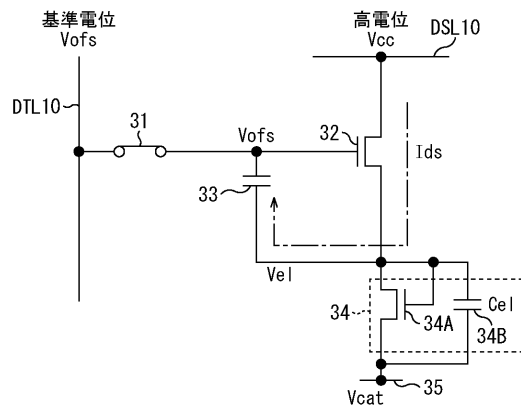 基準電位
Vofs
高電位
Vcc
DSL10
DTL10
31
Vofs
32
Ids
33
Vel
34
34A
Cel
34B
35
Vcat